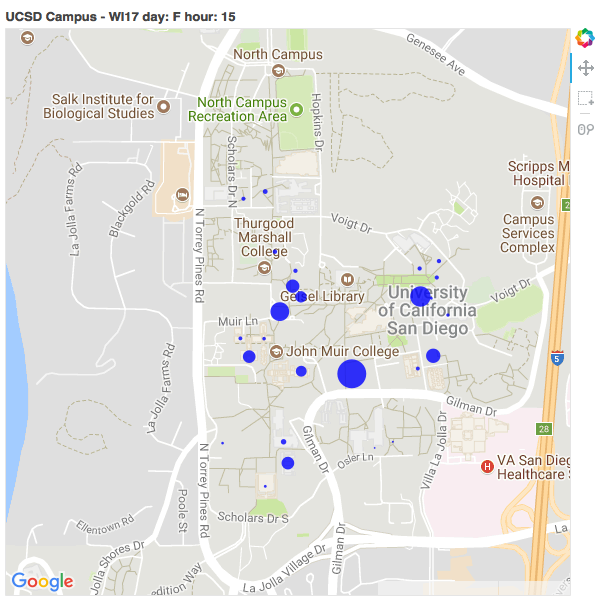 UCSD Campus - WI17 day: F hour: 15
Genesee Ave
North Campus
Salk Institute for
Biological Studies
North Campus
Recreation Area
Hopkins Dr
Scholars Dr N
Scripps M
Hospital
La Jolla Farms Rd
Blackgold Rd
2
N Torrey Pines Rd
Voigt Dr
Thurgood
Marshall
College
Campus
Services
Complex
Geisel Library
University
of California
San Diego
Voigt Dr
Muir Ln
John Muir College
5
La Jolla Farms Rd
Gilman Dr
Gilman Dr
Villa La Jolla Dr
28
N Torrey Pines Rd
Osler Ln
H
VA San Dieg
Healthcare S
Poole St
Ellentown Rd
Scholars Dr S
Gilman Dr
La
La Jolla Shores Dr
La Jolla Village Dr
edition Way
Google